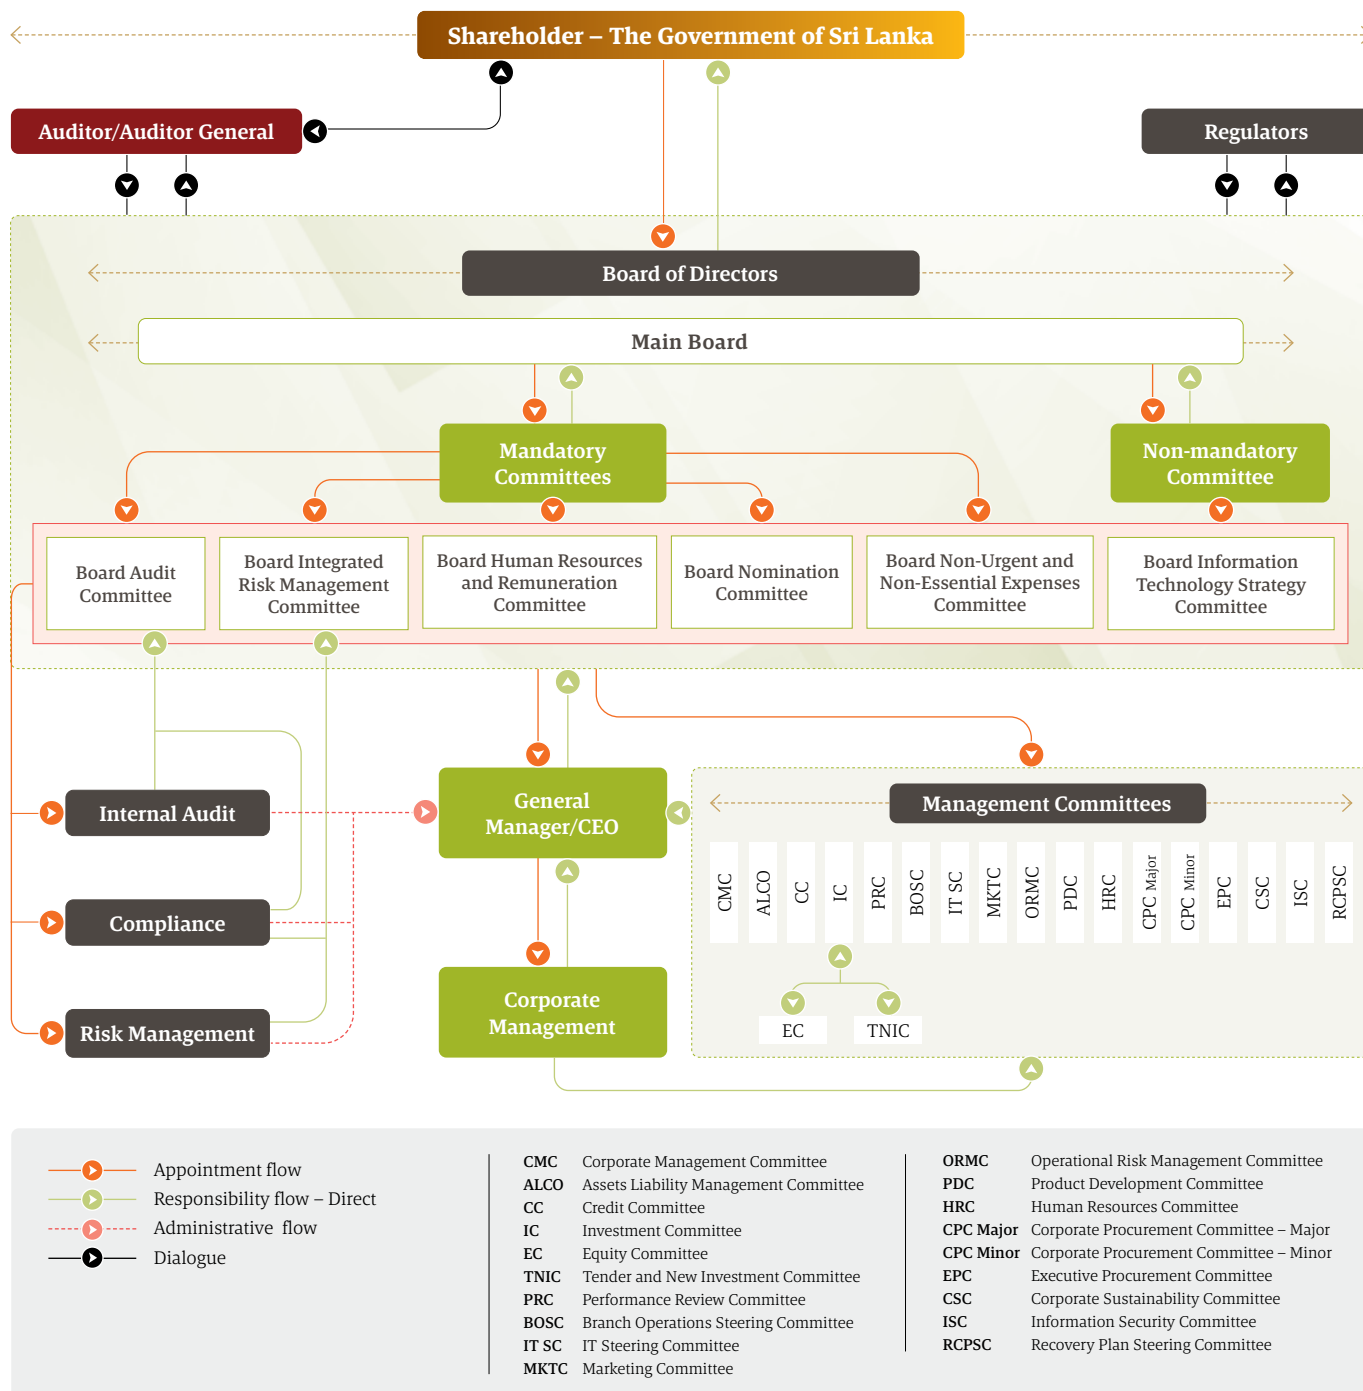 Shareholder – The Government of Sri Lanka
Auditor/Auditor General
Regulators
Board of Directors
Main Board
Mandatory
Committees
Non-mandatory
Committee
Board Audit
Committee
Board Integrated
Risk Management
Committee
Board Human Resources
and Remuneration
Committee
Board Nomination
Committee
Board Non-Urgent and
Non-Essential Expenses
Committee
Board Information
Technology Strategy
Committee
Internal Audit
Compliance
Risk Management
General
Manager/CEO
Corporate
Management
Management Committees
CMC
ALCO
CC
IC
PRC
BOSC
IT SC
MKTC
ORMC
PDC
HRC
CPC Major
CPC Minor
EPC
CSC
ISC
RCPSC
EC
TNIC
Appointment flow
Responsibility flow – Direct
Administrative flow
Dialogue
CMC Corporate Management Committee
ALCO Assets Liability Management Committee
CC Credit Committee
IC Investment Committee
EC Equity Committee
TNIC Tender and New Investment Committee
PRC Performance Review Committee
BOSC Branch Operations Steering Committee
IT SC IT Steering Committee
MKTC Marketing Committee
ORMC Operational Risk Management Committee
PDC Product Development Committee
HRC Human Resources Committee
CPC Major Corporate Procurement Committee – Major
CPC Minor Corporate Procurement Committee – Minor
EPC Executive Procurement Committee
CSC Corporate Sustainability Committee
ISC Information Security Committee
RCPSC Recovery Plan Steering Committee